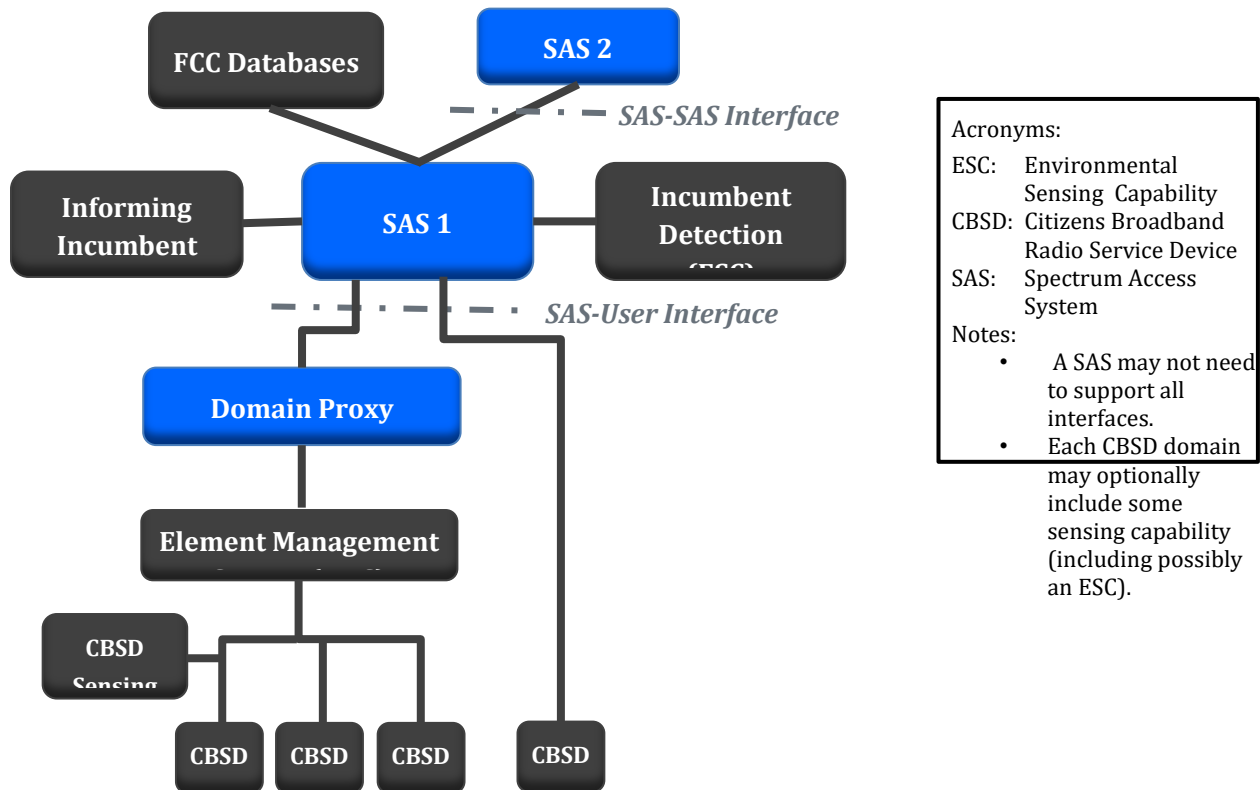 FCC Databases
SAS 2
SAS-SAS Interface
Informing
Incumbent
SAS 1
Incumbent
Detection
(ESC)
SAS-User Interface
Domain Proxy
Element Management
CBSD
Sensing
CBSD
CBSD
CBSD
CBSD
Acronyms:
ESC: Environmental
Sensing Capability
CBSD: Citizens Broadband
Radio Service Device
SAS: Spectrum Access
System
Notes:
• A SAS may not need
to support all
interfaces.
• Each CBSD domain
may optionally
include some
sensing capability
(including possibly
an ESC).